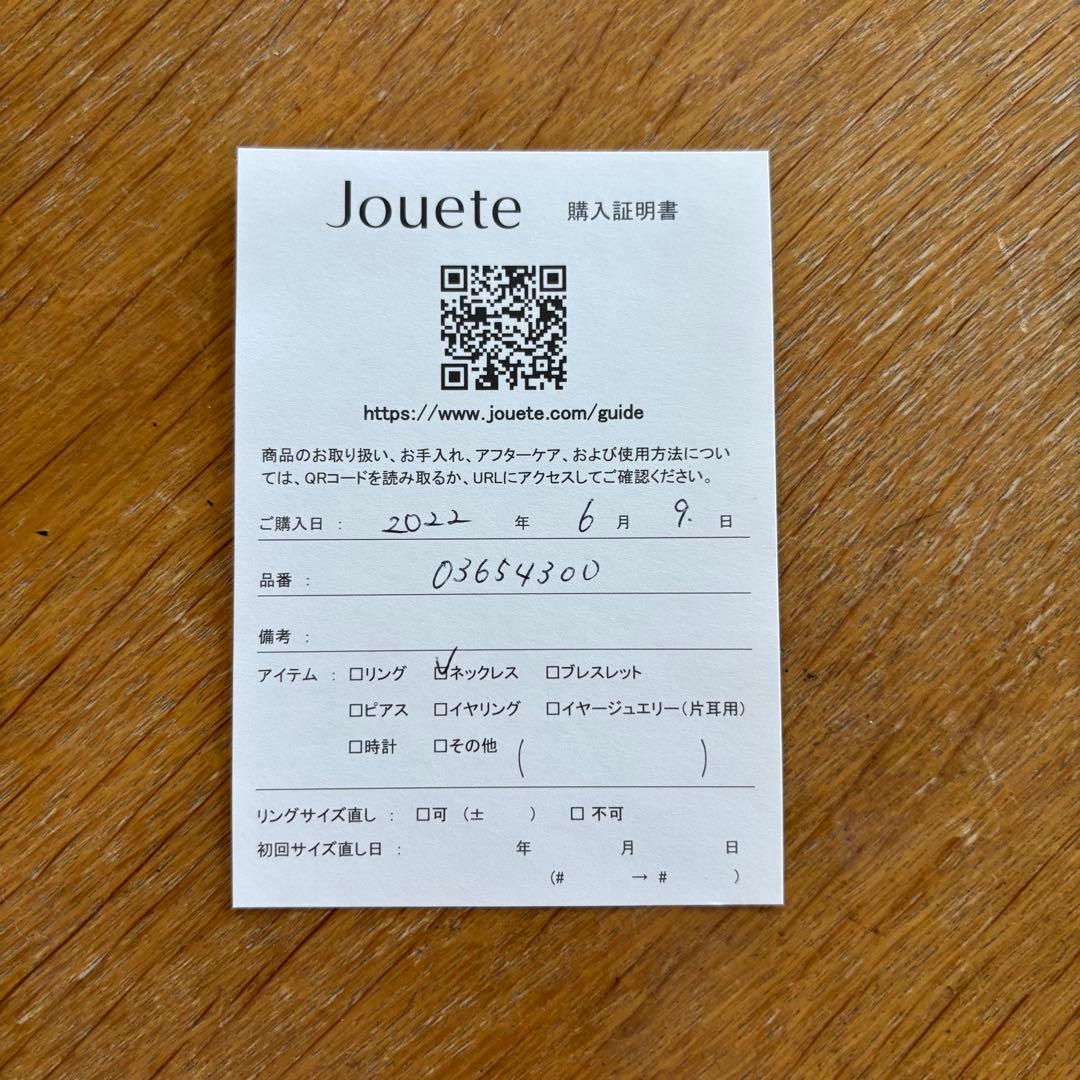 Jouete 購入証明書
https://www.jouete.com/guide
商品のお取り扱い、お手入れ、アフターケア、および使用方法につい
ては、QRコードを読み取るか、URLにアクセスしてご確認ください。
ご購入日 : 2022 年 6 月 9. 日
品番 : 03654300
備考 :
アイテム : □リング ☑ネックレス □ブレスレット
□ピアス □イヤリング □イヤージュエリー(片耳用)
□時計 □その他 ( )
リングサイズ直し : □可 (± ) □ 不可
初回サイズ直し日 : 年 月 日
(# → # )